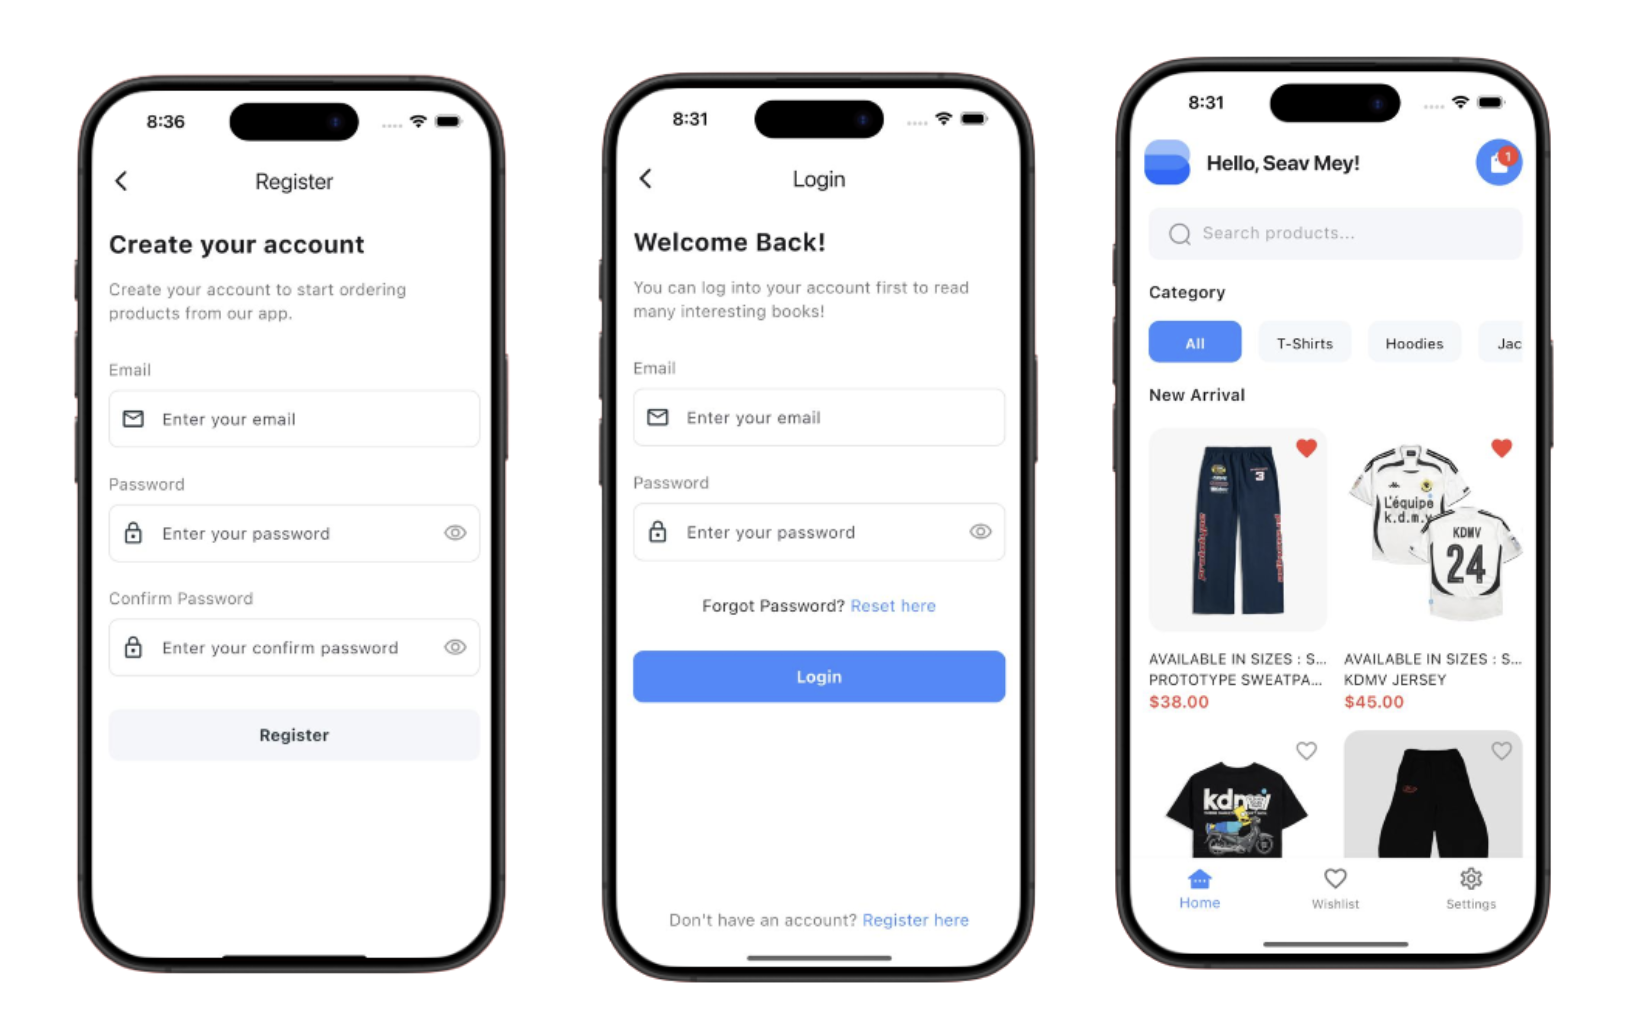 8:36
Register
Create your account
Create your account to start ordering
products from our app.
Email
Enter your email
Password
Enter your password
Confirm Password
Enter your confirm password
Register
8:31
Login
Welcome Back!
You can log into your account first to read
many interesting books!
Email
Enter your email
Password
Enter your password
Forgot Password? Reset here
Login
Don't have an account? Register here
8:31
Hello, Seav Mey!
1
Search products...
Category
All
T-Shirts
Hoodies
Jac
New Arrival
3
prototype
L'équipe
k.d.m.v
KDMV
24
AVAILABLE IN SIZES : S...
PROTOTYPE SWEATPA...
$38.00
AVAILABLE IN SIZES : S...
KDMV JERSEY
$45.00
Home
Wishlist
Settings